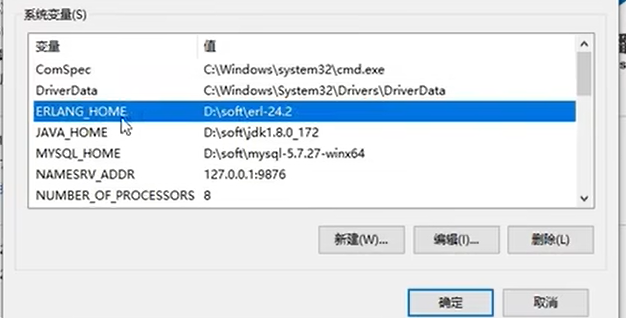 系统变量(S)
变量 值
ComSpec C:\Windows\system32\cmd.exe
DriverData C:\Windows\System32\Drivers\DriverData
ERLANG_HOME D:\soft\erl-24.2
JAVA_HOME D:\soft\jdk1.8.0_172
MYSQL_HOME D:\soft\mysql-5.7.27-winx64
NAMESRV_ADDR 127.0.0.1:9876
NUMBER_OF_PROCESSORS 8
新建(W)... 编辑(I)... 删除(L)
确定 取消